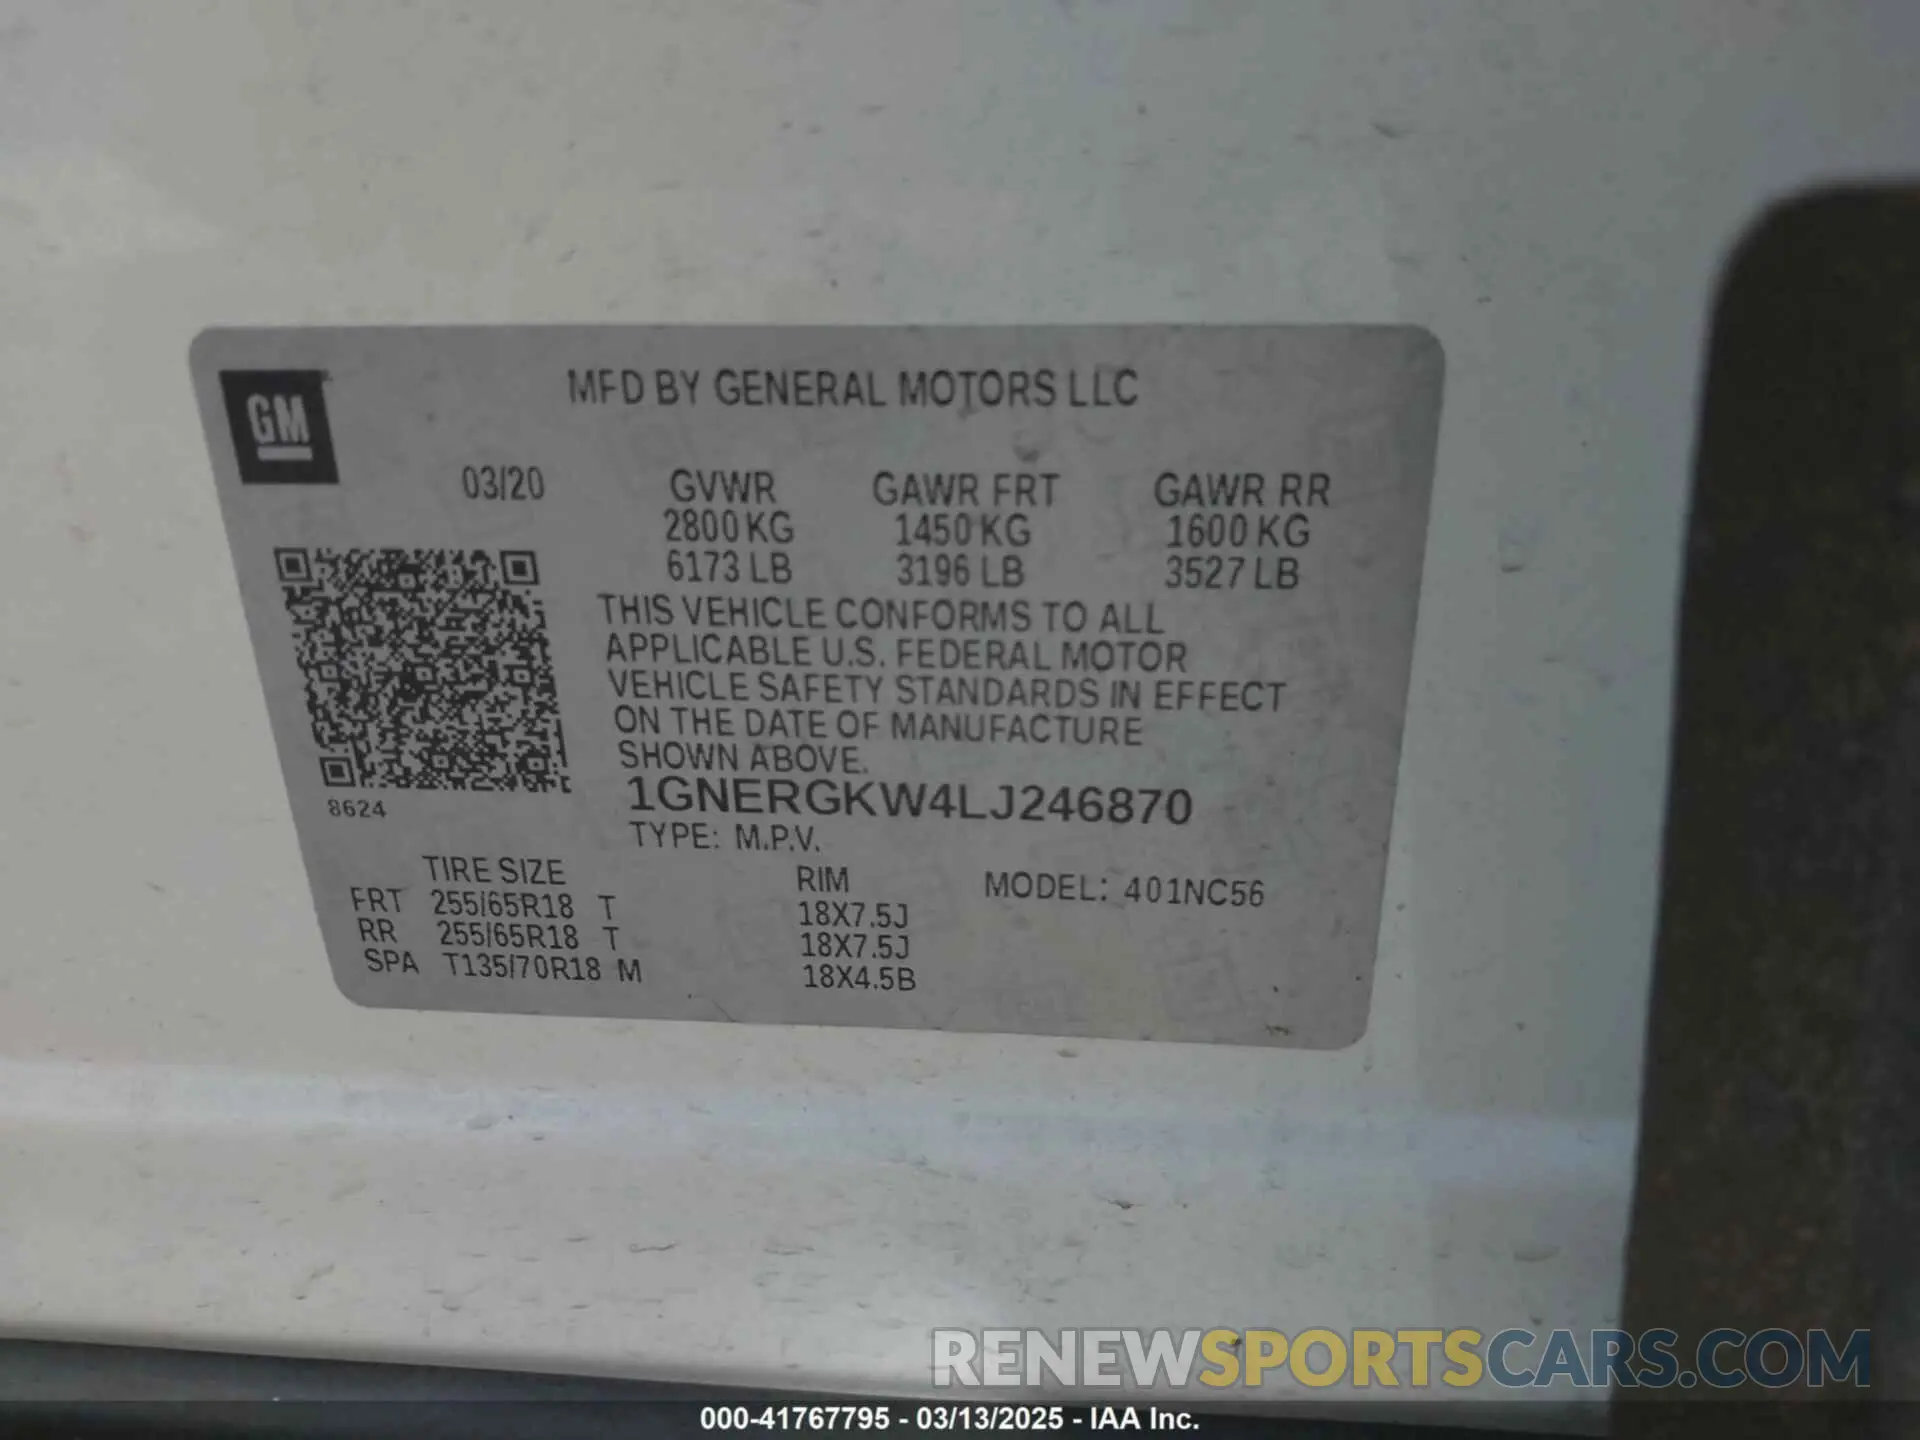 GM
MFD BY GENERAL MOTORS LLC
03/20 GVWR GAWR FRT GAWR RR
2800 KG 1450 KG 1600 KG
6173 LB 3196 LB 3527 LB
THIS VEHICLE CONFORMS TO ALL
APPLICABLE U.S. FEDERAL MOTOR
VEHICLE SAFETY STANDARDS IN EFFECT
ON THE DATE OF MANUFACTURE
SHOWN ABOVE.
1GNERGKW4LJ246870
8624
TYPE: M.P.V.
TIRE SIZE RIM MODEL: 401NC56
FRT 255/65R18 T 18X7.5J
RR 255/65R18 T 18X7.5J
SPA T135/70R18 M 18X4.5B
RENEWSPORTSCARS.COM
000-41767795 - 03/13/2025 - IAA Inc.